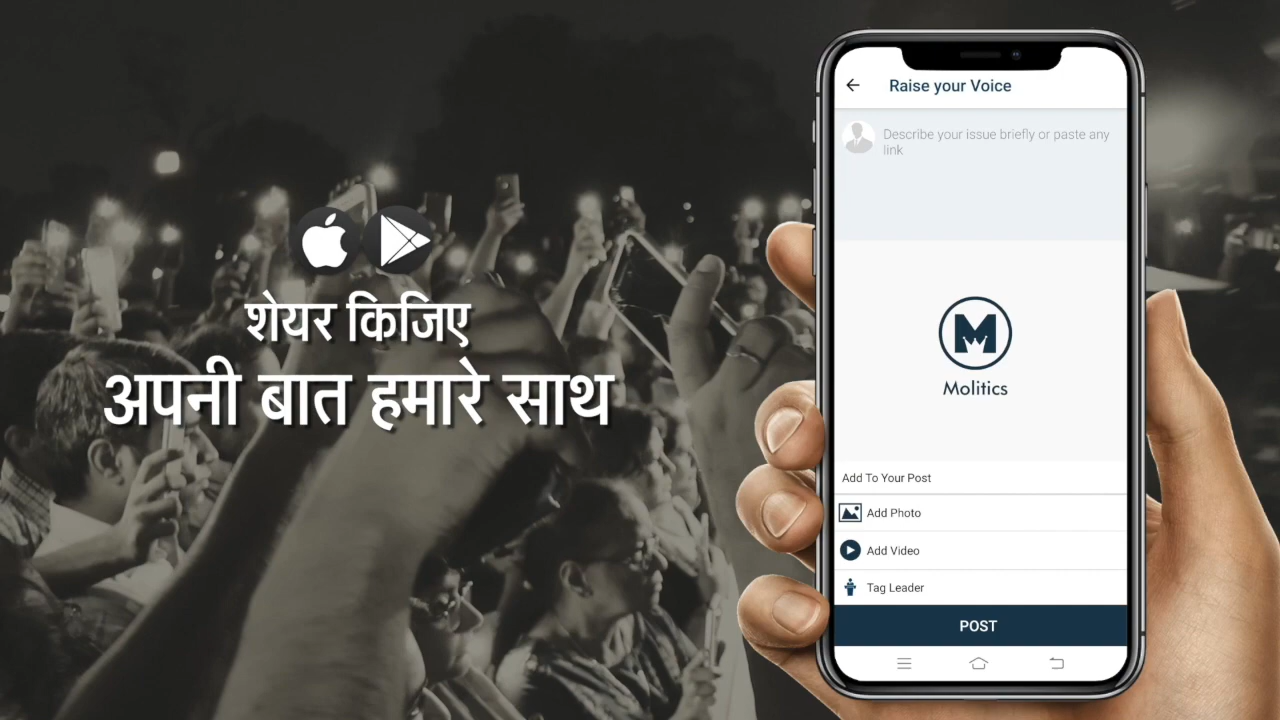 शेयर किजिए
अपनी बात हमारे साथ
Raise your Voice
Describe your issue briefly or paste any
link
Molitics
Add To Your Post
Add Photo
Add Video
Tag Leader
POST